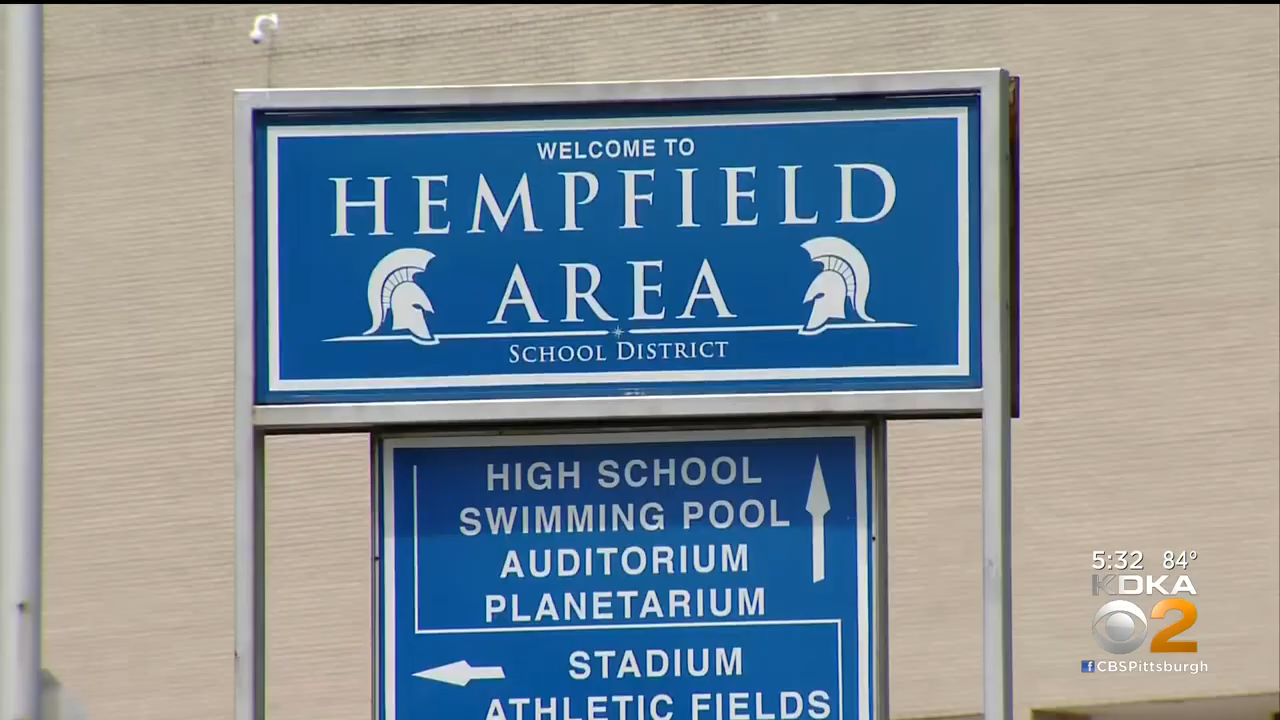 WELCOME TO
HEMPFIELD
AREA
SCHOOL DISTRICT
HIGH SCHOOL
SWIMMING POOL
AUDITORIUM
PLANETARIUM
STADIUM
ATHLETIC FIELDS
5:32 84°
KDKA
2
f CBSPittsburgh